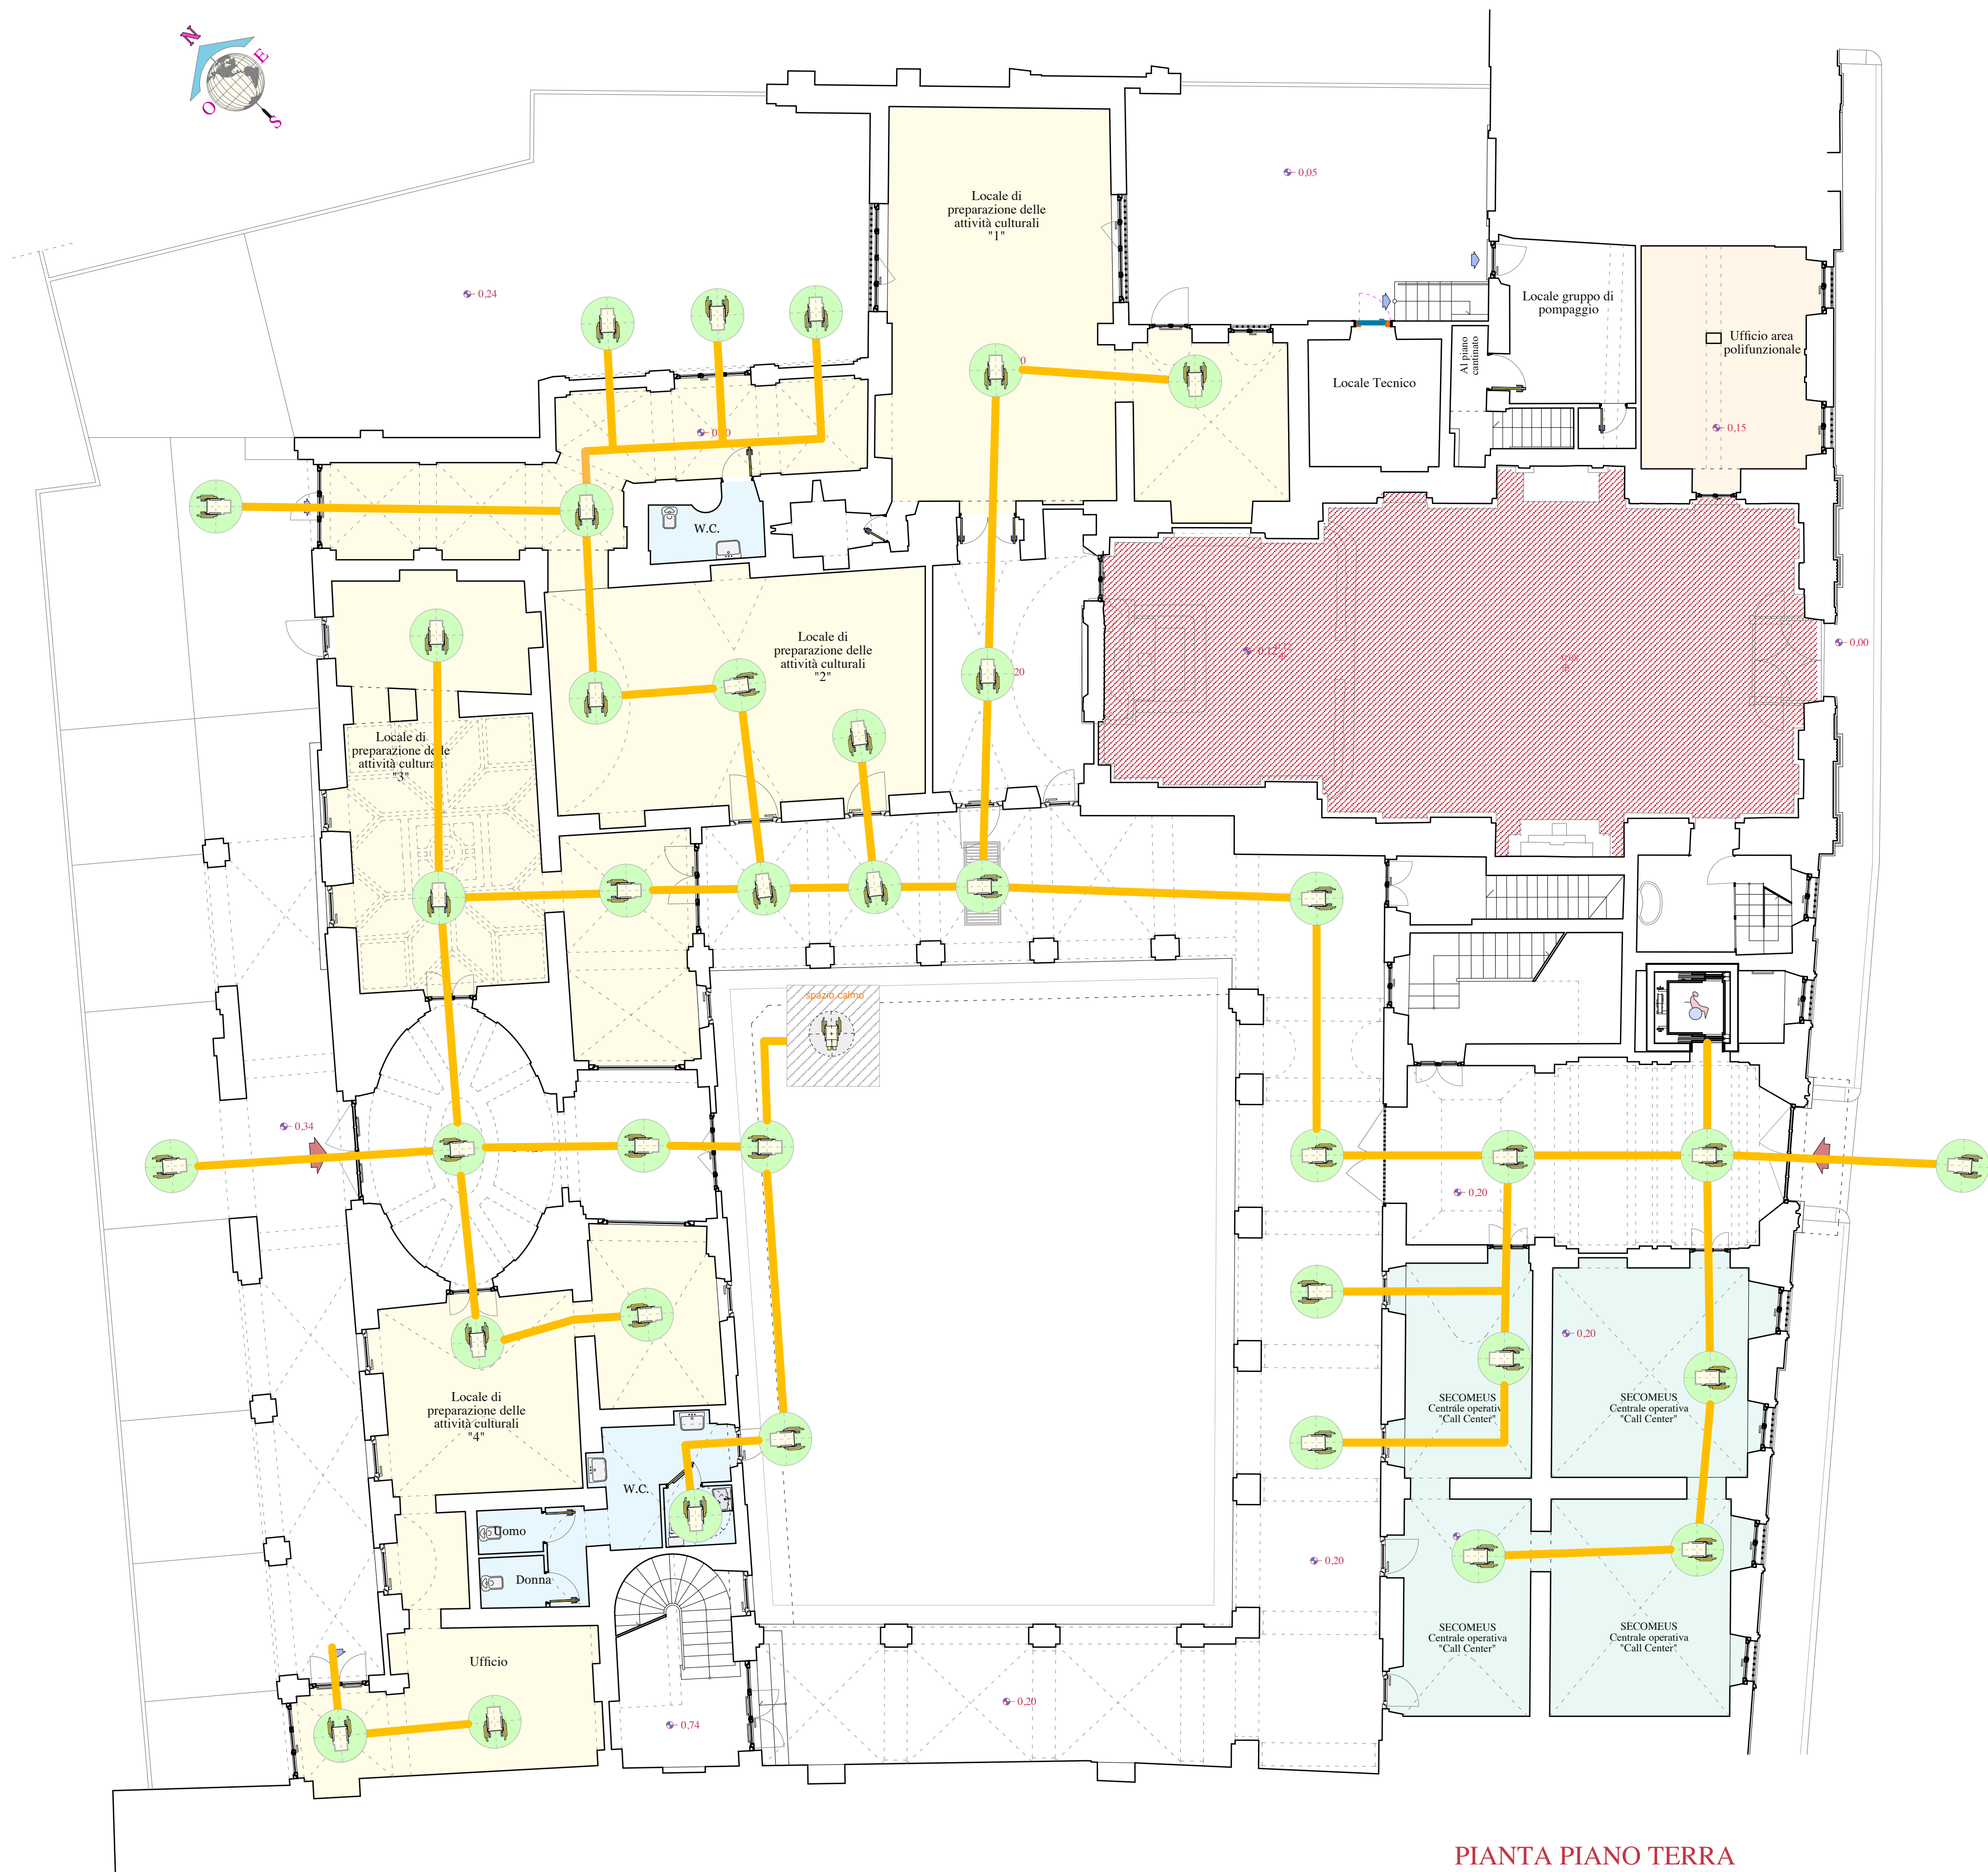 N
E
O
S
0,05
0,24
Locale di
preparazione delle
attività culturali
"1"
Locale gruppo di
pompaggio
Ufficio area
polifunzionale
Al piano
cantinato
Locale Tecnico
0,15
W.C.
Locale di
preparazione delle
attività culturali
"2"
0,00
0,12
Locale di
preparazione delle
attività culturali
"3"
spazio calmo
0,34
0,20
0,20
Locale di
preparazione delle
attività culturali
"4"
SECOMEUS
Centrale operativa
"Call Center"
SECOMEUS
Centrale operativa
"Call Center"
W.C.
Uomo
Donna
0,20
SECOMEUS
Centrale operativa
"Call Center"
SECOMEUS
Centrale operativa
"Call Center"
Ufficio
0,74
0,20
PIANTA PIANO TERRA